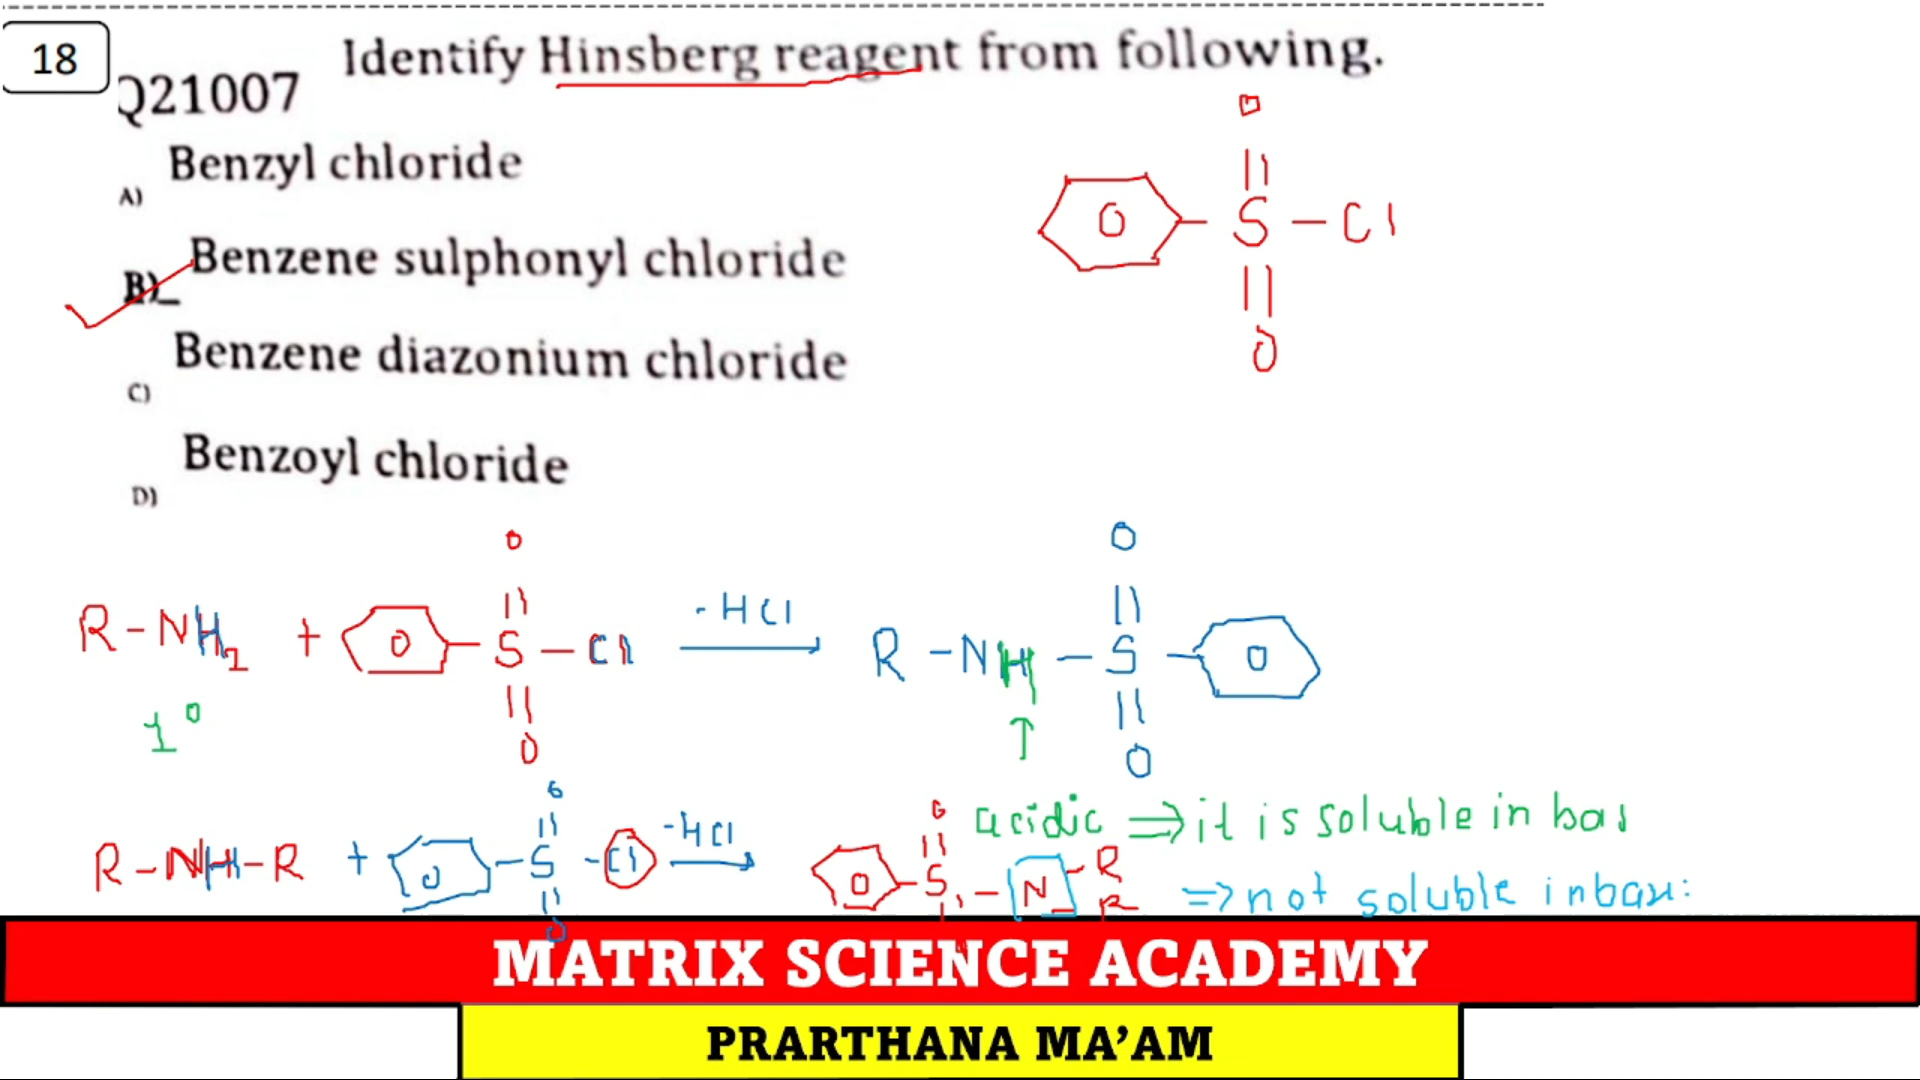 18
Q21007
Identify Hinsberg reagent from following.
A) Benzyl chloride
B) Benzene sulphonyl chloride
C) Benzene diazonium chloride
D) Benzoyl chloride
O
O S Cl
O
O O
R-NH2 + O S Cl -HCl R-NH-S O
1° O O
acidic ⇒ it is soluble in bas
R-NH-R + O S Cl -HCl O S - N R R ⇒ not soluble in
MATRIX SCIENCE ACADEMY
PRARTHANA MA’AM